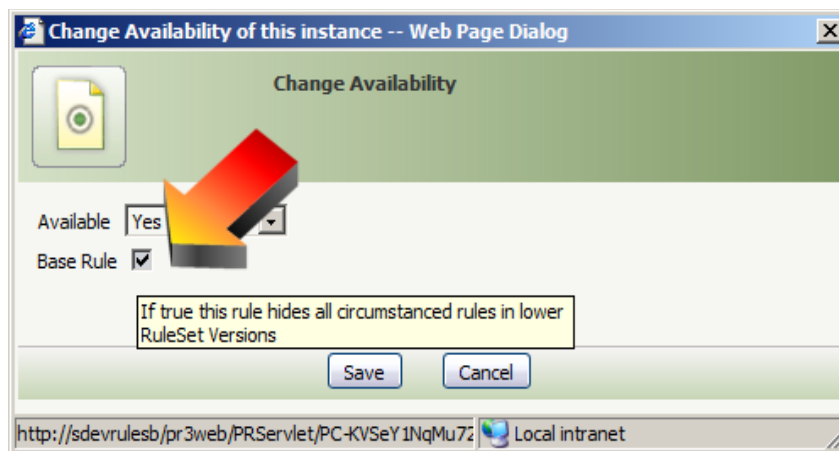 Change Availability of this instance -- Web Page Dialog
Change Availability
Available Yes
Base Rule
If true this rule hides all circumstanced rules in lower
RuleSet Versions
Save Cancel
http://sdevrulesb/pr3web/PRServlet/PC-KVSeY1NqMu72 Local intranet